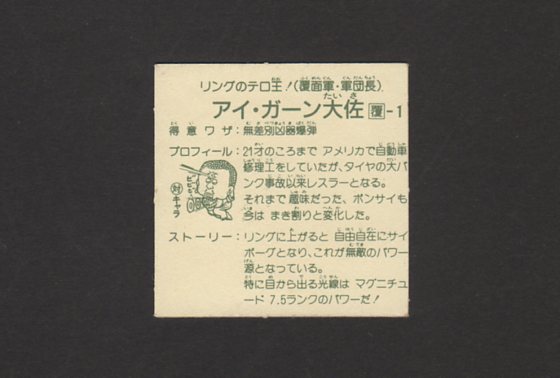 リングのテロ王!(覆面軍・軍団長)
アイ・ガーン大佐 覆-1
得意ワザ:無差別凶器爆弾
プロフィール:21才のころまで アメリカで自動車
修理工をしていたが、タイヤの大パ
ンク事故以来レスラーとなる。
それまで 趣味だった、ボンサイも
今は まき割りと変化した。
対キャラ
ストーリー:リングに上がると 自由自在にサイ
ボーグとなり、これが無敵のパワー
源となっている。
特に目から出る光線は マグニチュ
ード 7.5ランクのパワーだ!